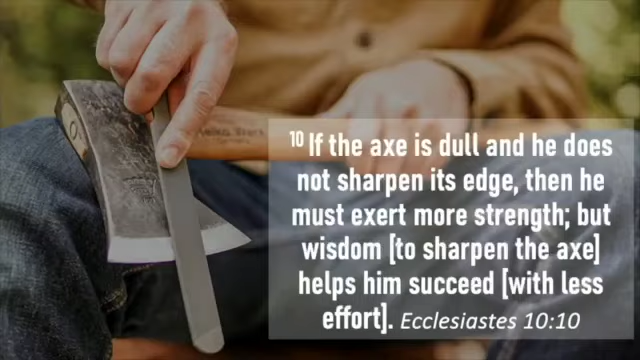 10 If the axe is dull and he does
not sharpen its edge, then he
must exert more strength; but
wisdom [to sharpen the axe]
helps him succeed [with less
effort]. Ecclesiastes 10:10